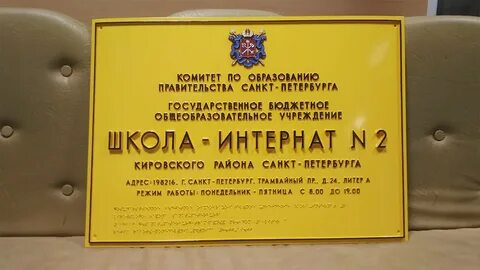 КОМИТЕТ ПО ОБРАЗОВАНИЮ
ПРАВИТЕЛЬСТВА САНКТ-ПЕТЕРБУРГА
ГОСУДАРСТВЕННОЕ БЮДЖЕТНОЕ
ОБЩЕОБРАЗОВАТЕЛЬНОЕ УЧРЕЖДЕНИЕ
ШКОЛА - ИНТЕРНАТ N 2
КИРОВСКОГО РАЙОНА САНКТ-ПЕТЕРБУРГА
АДРЕС: 198216, Г. САНКТ-ПЕТЕРБУРГ, ТРАМВАЙНЫЙ ПР., Д. 24, ЛИТЕР А
РЕЖИМ РАБОТЫ: ПОНЕДЕЛЬНИК - ПЯТНИЦА С 8.00 ДО 19.00